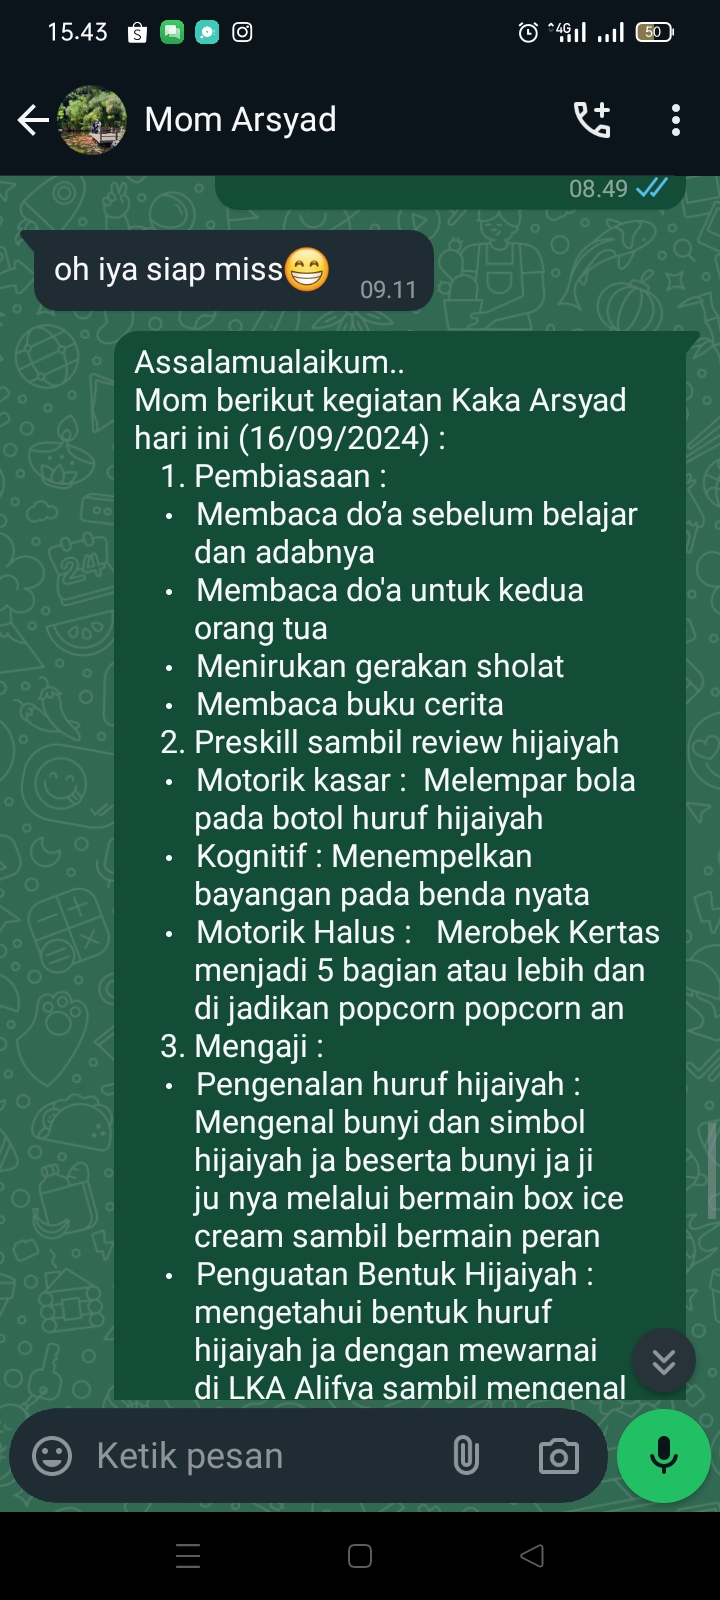 15.43
4G
50
Mom Arsyad
08.49
oh iya siap miss😁
09.11
Assalamualaikum..
Mom berikut kegiatan Kaka Arsyad
hari ini (16/09/2024) :
1. Pembiasaan :
• Membaca do’a sebelum belajar
dan adabnya
• Membaca do'a untuk kedua
orang tua
• Menirukan gerakan sholat
• Membaca buku cerita
2. Preskill sambil review hijaiyah
• Motorik kasar :  Melempar bola
pada botol huruf hijaiyah
• Kognitif : Menempelkan
bayangan pada benda nyata
• Motorik Halus :   Merobek Kertas
menjadi 5 bagian atau lebih dan
di jadikan popcorn popcorn an
3. Mengaji :
• Pengenalan huruf hijaiyah :
Mengenal bunyi dan simbol
hijaiyah ja beserta bunyi ja ji
ju nya melalui bermain box ice
cream sambil bermain peran
• Penguatan Bentuk Hijaiyah :
mengetahui bentuk huruf
hijaiyah ja dengan mewarnai
di LKA Alifya sambil mengenal
Ketik pesan